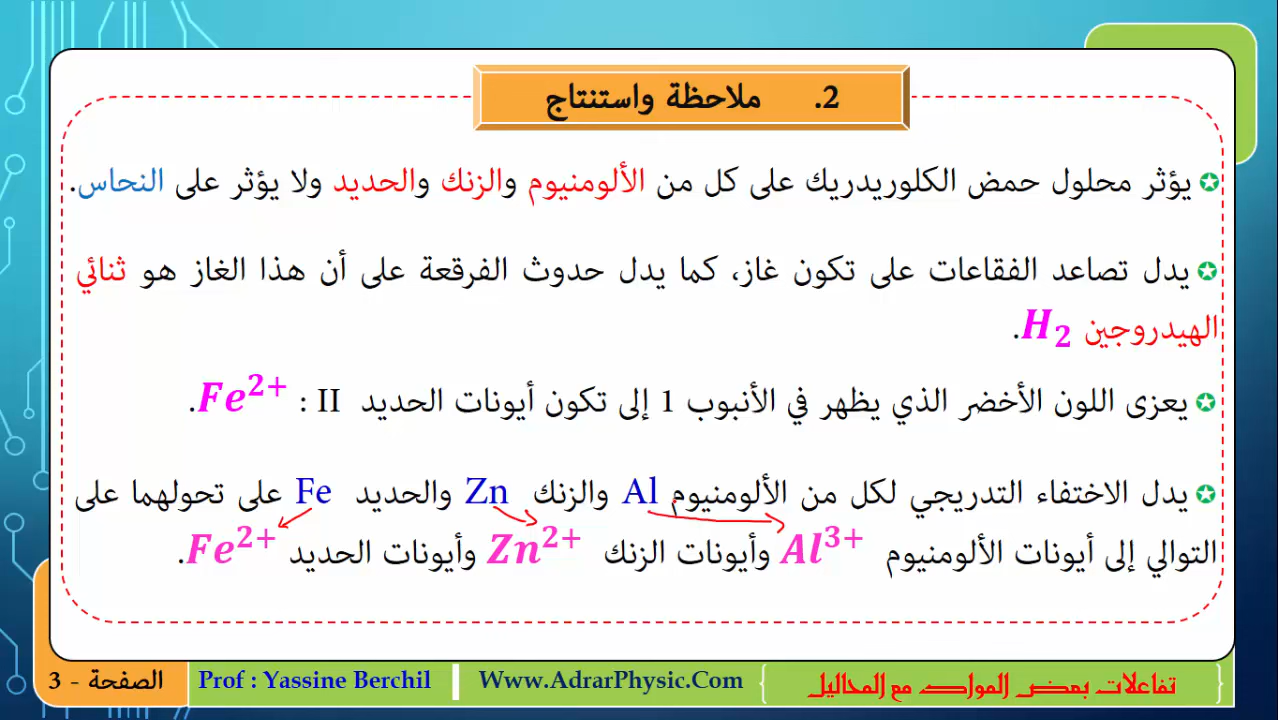 2. ملاحظة واستنتاج
يؤثر محلول حمض الكلوريدريك على كل من الألومنيوم والزنك والحديد ولا يؤثر على النحاس.
يدل تصاعد الفقاعات على تكون غاز، كما يدل حدوث الفرقعة على أن هذا الغاز هو ثنائي
الهيدروجين H₂.
يعزى اللون الأخضر الذي يظهر في الأنبوب 1 إلى تكون أيونات الحديد II : Fe²⁺.
يدل الاختفاء التدريجي لكل من الألومنيوم Al والزنك Zn والحديد Fe على تحولهما على
التوالي إلى أيونات الألومنيوم Al³⁺ وأيونات الزنك Zn²⁺ وأيونات الحديد Fe²⁺.
تفاعلات بعض المواد مع المحاليل
Www.AdrarPhysic.Com
Prof : Yassine Berchil
الصفحة - 3